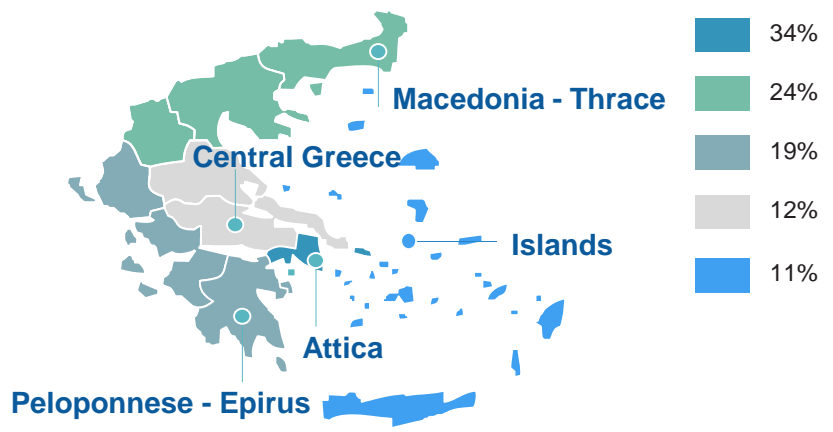 34%
Macedonia - Thrace
24%
Central Greece
19%
12%
Islands
11%
Attica
Peloponnese - Epirus